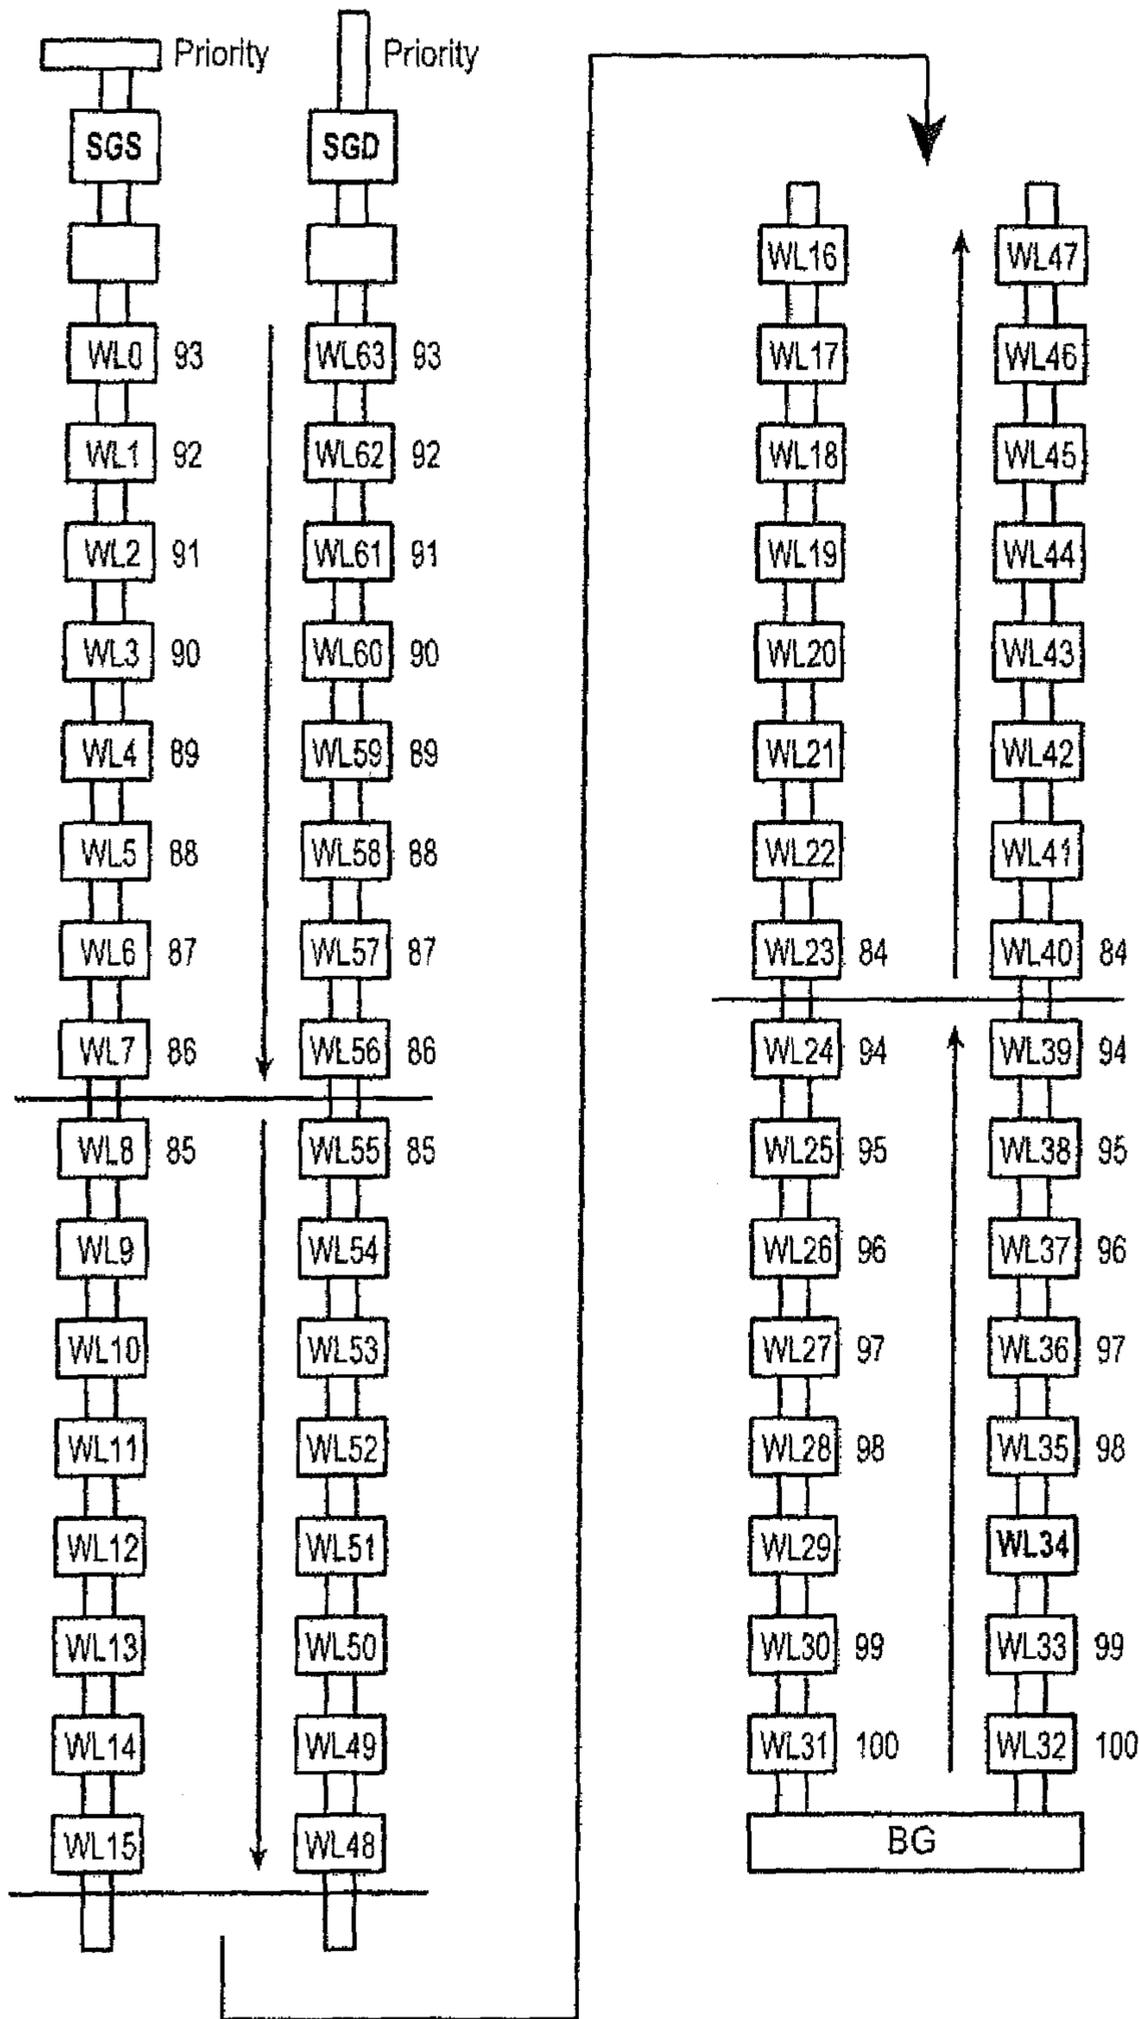 Priority Priority
SGS SGD
WL0 93 WL63 93
WL1 92 WL62 92
WL2 91 WL61 91
WL3 90 WL60 90
WL4 89 WL59 89
WL5 88 WL58 88
WL6 87 WL57 87
WL7 86 WL56 86
WL8 85 WL55 85
WL9 WL54
WL10 WL53
WL11 WL52
WL12 WL51
WL13 WL50
WL14 WL49
WL15 WL48
WL16 WL47
WL17 WL46
WL18 WL45
WL19 WL44
WL20 WL43
WL21 WL42
WL22 WL41
WL23 84 WL40 84
WL24 94 WL39 94
WL25 95 WL38 95
WL26 96 WL37 96
WL27 97 WL36 97
WL28 98 WL35 98
WL29 WL34
WL30 99 WL33 99
WL31 100 WL32 100
BG